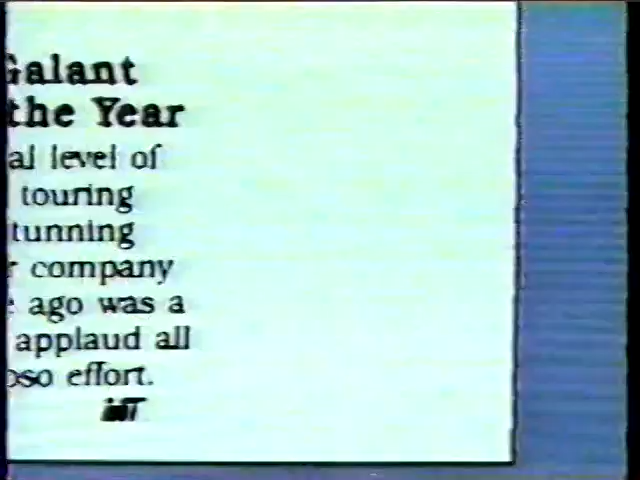 Galant
the Year
al level of
touring
tunning
r company
ago was a
applaud all
oso effort.